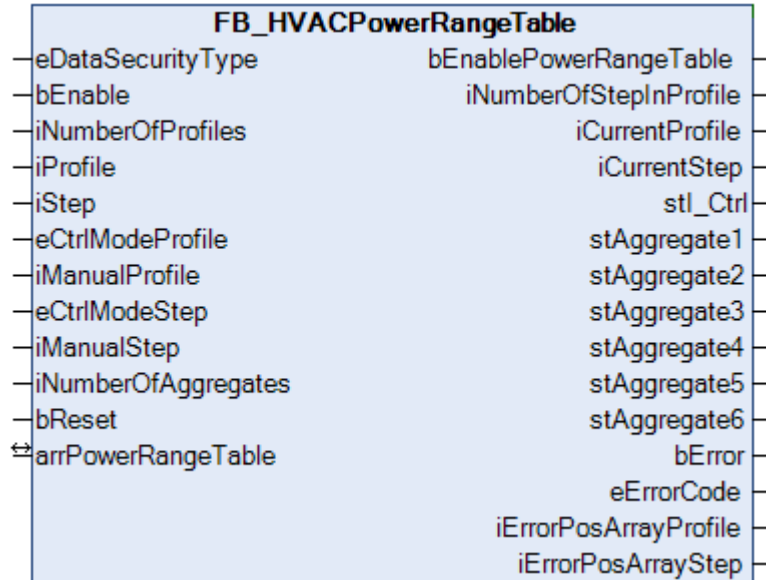 FB_HVACPowerRangeTable
eDataSecurityType bEnablePowerRangeTable
bEnable iNumberOfStepInProfile
iNumberOfProfiles iCurrentProfile
iProfile iCurrentStep
iStep stI_Ctrl
eCtrlModeProfile stAggregate1
iManualProfile stAggregate2
eCtrlModeStep stAggregate3
iManualStep stAggregate4
iNumberOfAggregates stAggregate5
bReset stAggregate6
arrPowerRangeTable bError
eErrorCode
iErrorPosArrayProfile
iErrorPosArrayStep